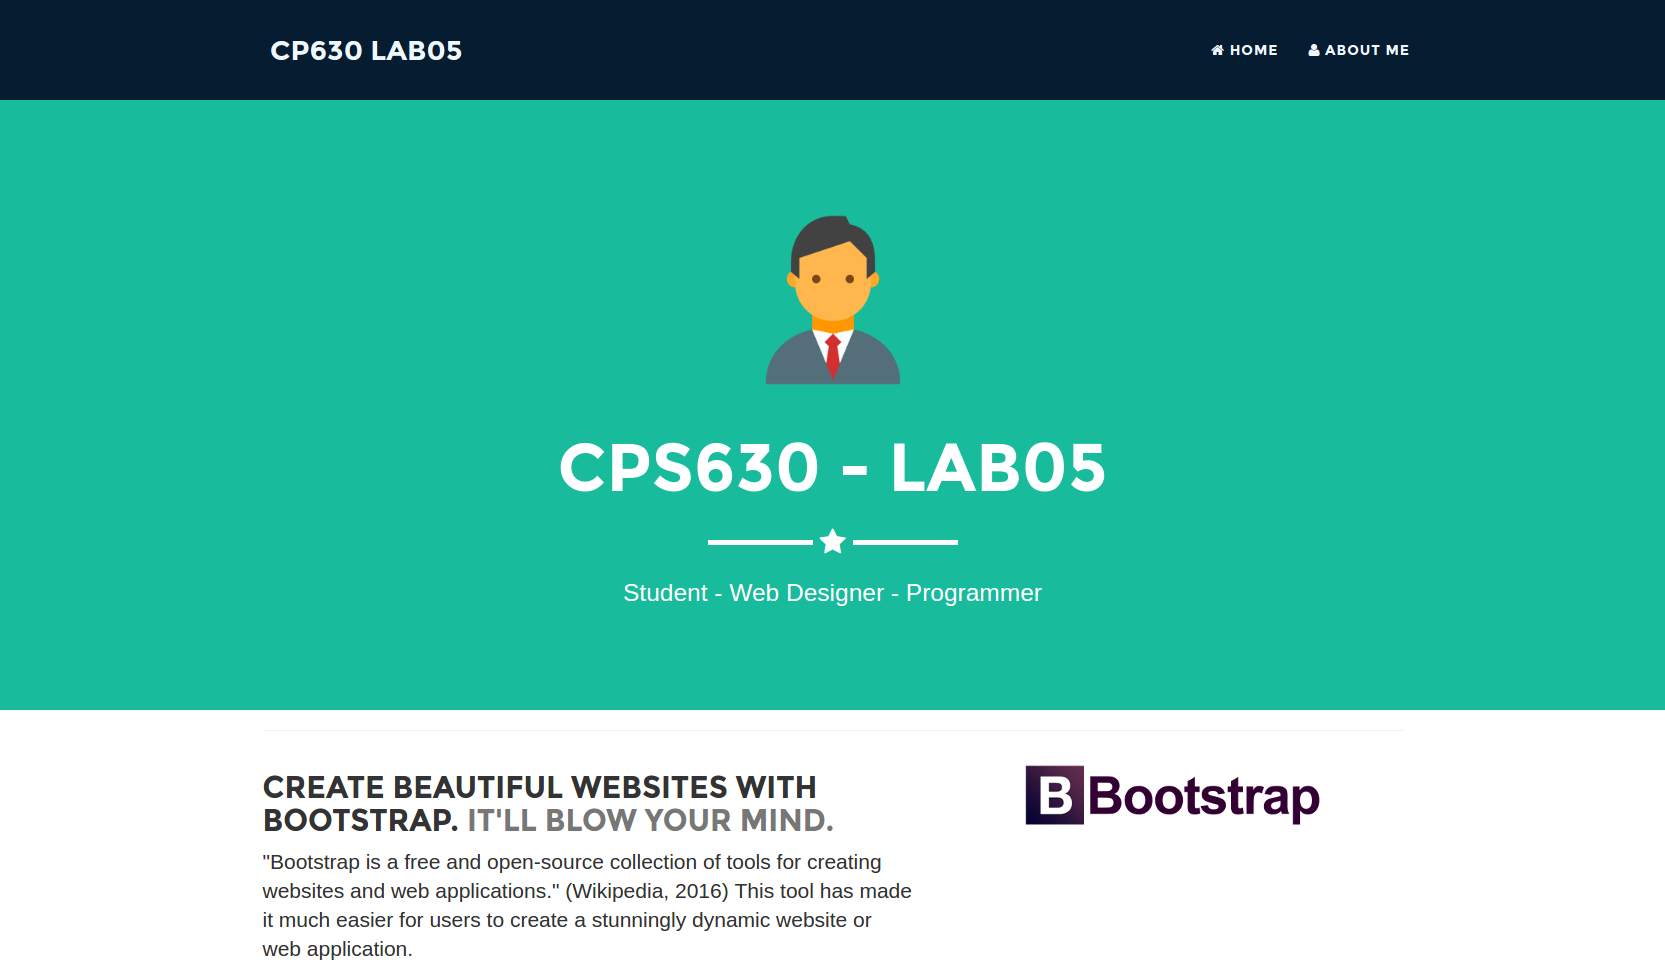 CP630 LAB05
HOME
ABOUT ME
CPS630 - LAB05
Student - Web Designer - Programmer
CREATE BEAUTIFUL WEBSITES WITH
BOOTSTRAP. IT'LL BLOW YOUR MIND.
"Bootstrap is a free and open-source collection of tools for creating
websites and web applications." (Wikipedia, 2016) This tool has made
it much easier for users to create a stunningly dynamic website or
web application.
B Bootstrap